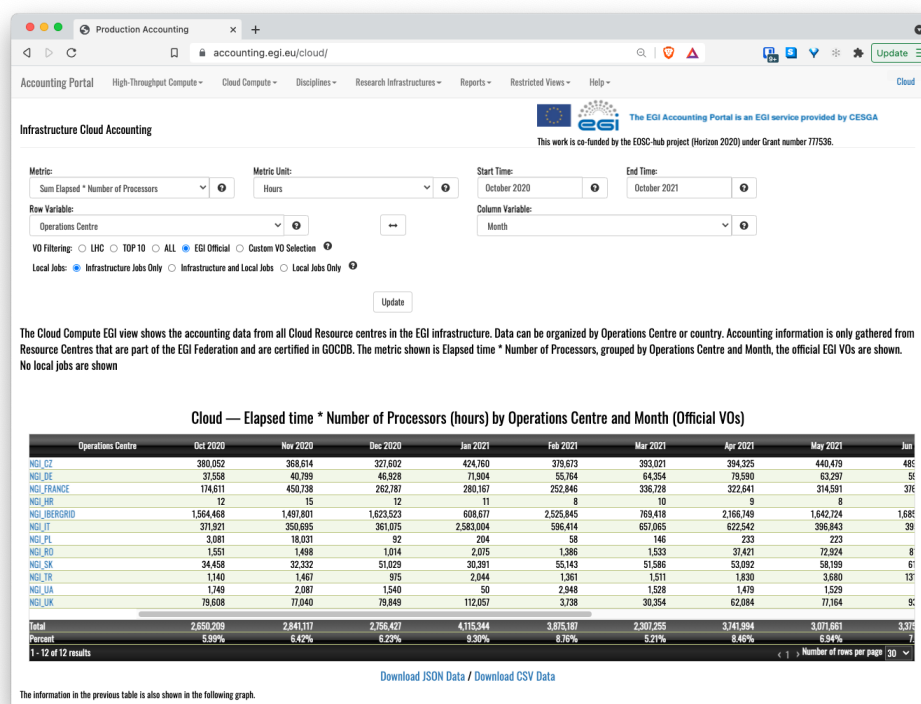 Production Accounting
accounting.egi.eu/cloud/
Update
Accounting Portal High-Throughput Compute Cloud Compute Disciplines Research Infrastructures Reports Restricted Views Help Cloud
Infrastructure Cloud Accounting
egi
The EGI Accounting Portal is an EGI service provided by CESGA
This work is co-funded by the EOSC-hub project (Horizon 2020) under Grant number 777536.
Metric: Metric Unit: Start Time: End Time:
Sum Elapsed * Number of Processors Hours October 2020 October 2021
Row Variable: Column Variable:
Operations Centre ↔ Month
VO Filtering: LHC TOP 10 ALL EGI Official Custom VO Selection
Local Jobs: Infrastructure Jobs Only Infrastructure and Local Jobs Local Jobs Only
Update
The Cloud Compute EGI view shows the accounting data from all Cloud Resource centres in the EGI infrastructure. Data can be organized by Operations Centre or country. Accounting information is only gathered from
Resource Centres that are part of the EGI Federation and are certified in GOCDB. The metric shown is Elapsed time * Number of Processors, grouped by Operations Centre and Month, the official EGI VOs are shown.
No local jobs are shown
Cloud — Elapsed time * Number of Processors (hours) by Operations Centre and Month (Official VOs)
Operations Centre Oct 2020 Nov 2020 Dec 2020 Jan 2021 Feb 2021 Mar 2021 Apr 2021 May 2021 Jun
NGI_CZ 380,052 368,614 327,602 424,760 379,673 393,021 394,325 440,479
NGI_DE 37,558 40,799 46,928 71,904 55,764 64,354 79,590 63,297
NGI_FRANCE 174,611 450,738 262,787 280,167 252,846 336,728 322,641 314,591
NGI_HR 12 15 12 11 8 10 9 8
NGI_IBERGRID 1,564,468 1,497,801 1,623,523 608,677 2,525,845 769,418 2,166,749 1,642,724
NGI_IT 371,921 350,695 361,075 2,583,004 596,414 657,065 622,542 396,843
NGI_PL 3,081 18,031 92 204 58 146 233 223
NGI_RO 1,551 1,498 1,014 2,075 1,386 1,533 37,421 72,924
NGI_SK 34,458 32,332 51,029 30,391 55,143 51,586 53,092 58,199
NGI_TR 1,140 1,467 975 2,044 1,361 1,511 1,830 3,680
NGI_UA 1,749 2,087 1,540 50 2,948 1,528 1,479 1,529
NGI_UK 79,608 77,040 79,849 112,057 3,738 30,354 62,084 77,164
Total 2,650,209 2,841,117 2,756,427 4,115,344 3,875,187 2,307,255 3,741,994 3,071,661
Percent 5.99% 6.42% 6.23% 9.30% 8.76% 5.21% 8.46% 6.94%
1 - 12 of 12 results ‹ 1 › Number of rows per page 30
Download JSON Data / Download CSV Data
The information in the previous table is also shown in the following graph.